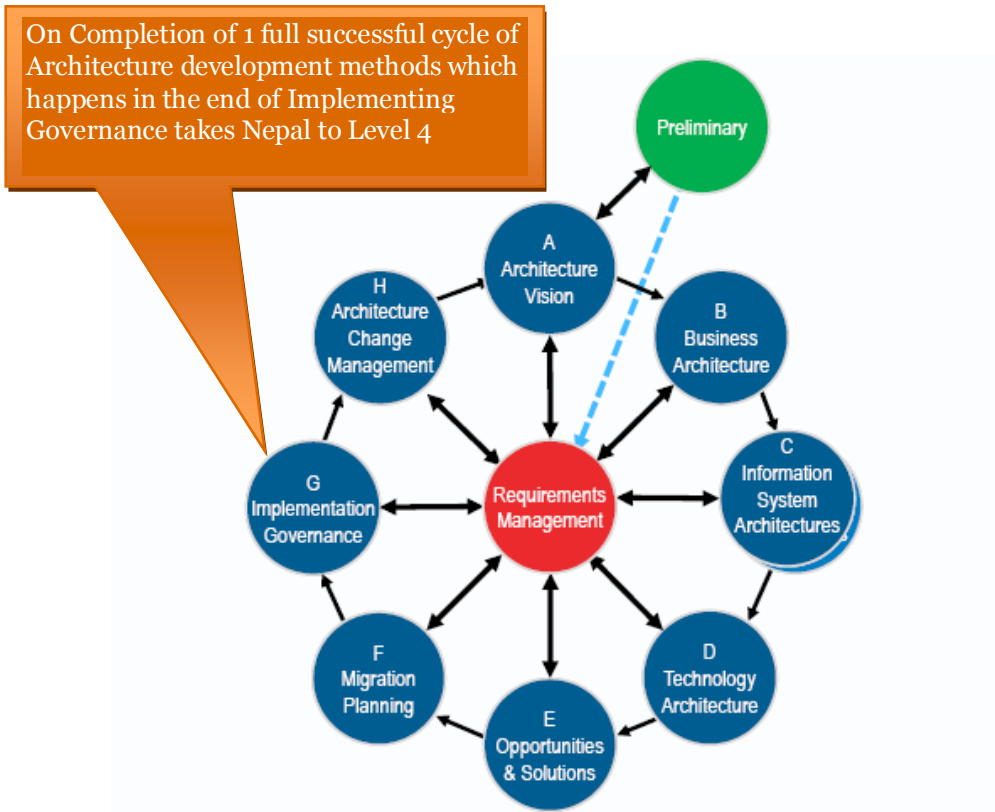 On Completion of 1 full successful cycle of
Architecture development methods which
happens in the end of Implementing
Governance takes Nepal to Level 4
Preliminary
A
Architecture
Vision
B
Business
Architecture
C
Information
System
Architectures
D
Technology
Architecture
E
Opportunities
& Solutions
F
Migration
Planning
G
Implementation
Governance
H
Architecture
Change
Management
Requirements
Management